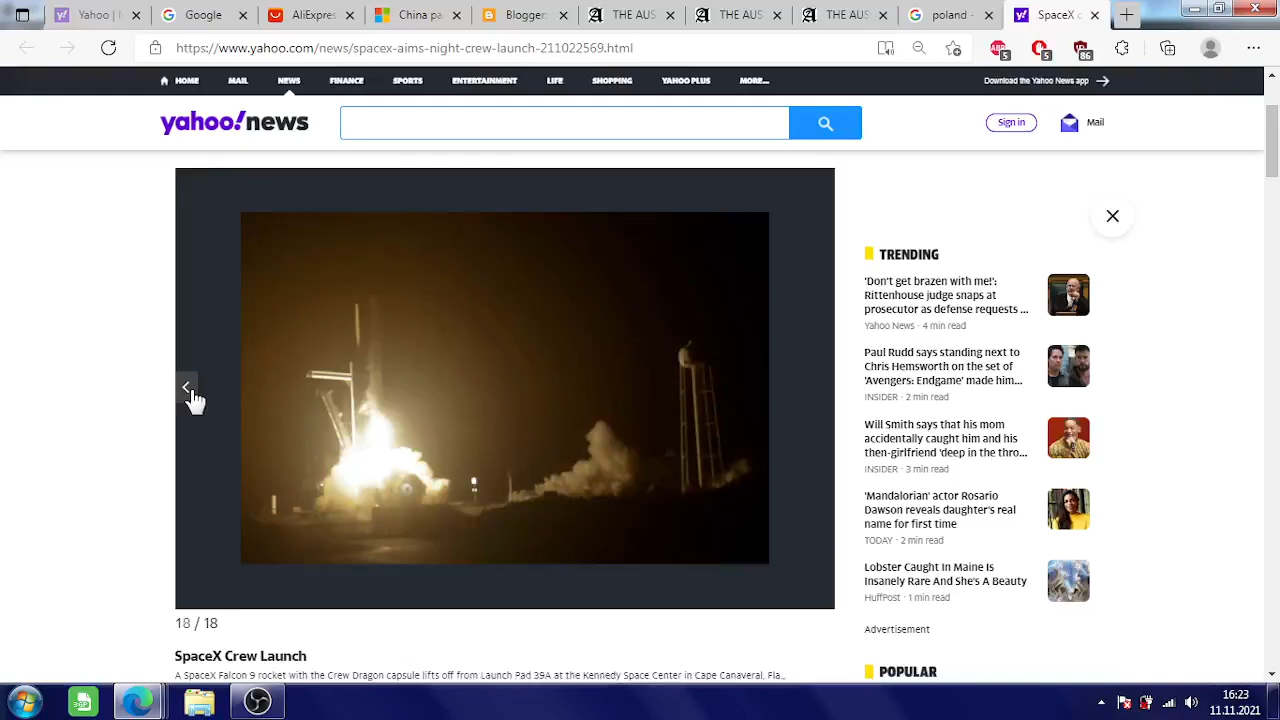 Yahoo
Google
AliExpres
China pe
Blogger
THE AUS
THE AUS
THE AUS
poland
SpaceX c
https://www.yahoo.com/news/spacex-aims-night-crew-launch-211022569.html
5
5
86
HOME MAIL NEWS FINANCE SPORTS ENTERTAINMENT LIFE SHOPPING YAHOO PLUS MORE... Download the Yahoo News app
yahoo!news
Sign in
Mail
TRENDING
'Don't get brazen with me!':
Rittenhouse judge snaps at
prosecutor as defense requests ...
Yahoo News · 4 min read
Paul Rudd says standing next to
Chris Hemsworth on the set of
'Avengers: Endgame' made him...
INSIDER · 2 min read
Will Smith says that his mom
accidentally caught him and his
then-girlfriend 'deep in the thro...
INSIDER · 3 min read
'Mandalorian' actor Rosario
Dawson reveals daughter's real
name for first time
TODAY · 2 min read
Lobster Caught In Maine Is
Insanely Rare And She's A Beauty
HuffPost · 1 min read
Advertisement
POPULAR
18 / 18
SpaceX Crew Launch
A SpaceX Falcon 9 rocket with the Crew Dragon capsule lifts off from Launch Pad 39A at the Kennedy Space Center in Cape Canaveral, Fla...
16:23
11.11.2021